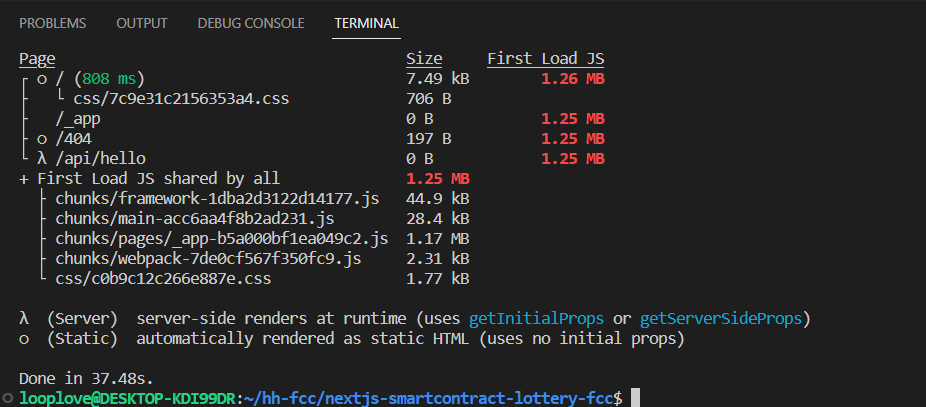 PROBLEMS OUTPUT DEBUG CONSOLE TERMINAL
Page Size First Load JS
┌ ○ / (808 ms) 7.49 kB 1.26 MB
├   └ css/7c9e31c2156353a4.css 706 B
├   /_app 0 B 1.25 MB
├ ○ /404 197 B 1.25 MB
└ λ /api/hello 0 B 1.25 MB
+ First Load JS shared by all 1.25 MB
  ├ chunks/framework-1dba2d3122d14177.js 44.9 kB
  ├ chunks/main-acc6aa4f8b2ad231.js 28.4 kB
  ├ chunks/pages/_app-b5a000bf1ea049c2.js 1.17 MB
  ├ chunks/webpack-7de0cf567f350fc9.js 2.31 kB
  └ css/c0b9c12c266e887e.css 1.77 kB
λ  (Server)  server-side renders at runtime (uses getInitialProps or getServerSideProps)
○  (Static)  automatically rendered as static HTML (uses no initial props)
Done in 37.48s.
looplove@DESKTOP-KDI99DR:~/hh-fcc/nextjs-smartcontract-lottery-fcc$